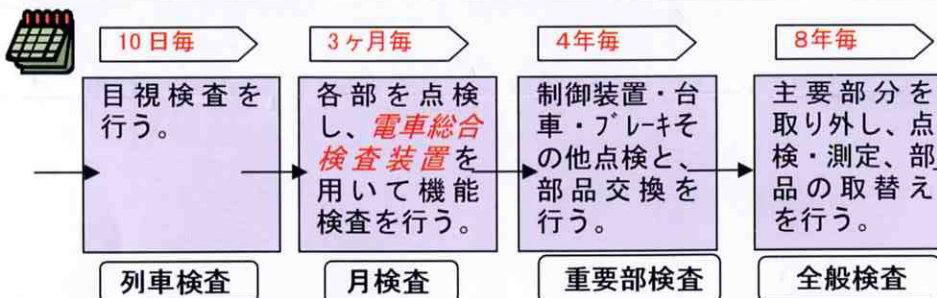 10日毎
3ヶ月毎
4年毎
8年毎
目視検査を
行う。
各部を点検
し、電車総合
検査装置を
用いて機能
検査を行う。
制御装置・台
車・ブレーキそ
の他点検と、
部品交換を
行う。
主要部分を
取り外し、点
検・測定、部
品の取替え
を行う。
列車検査
月検査
重要部検査
全般検査